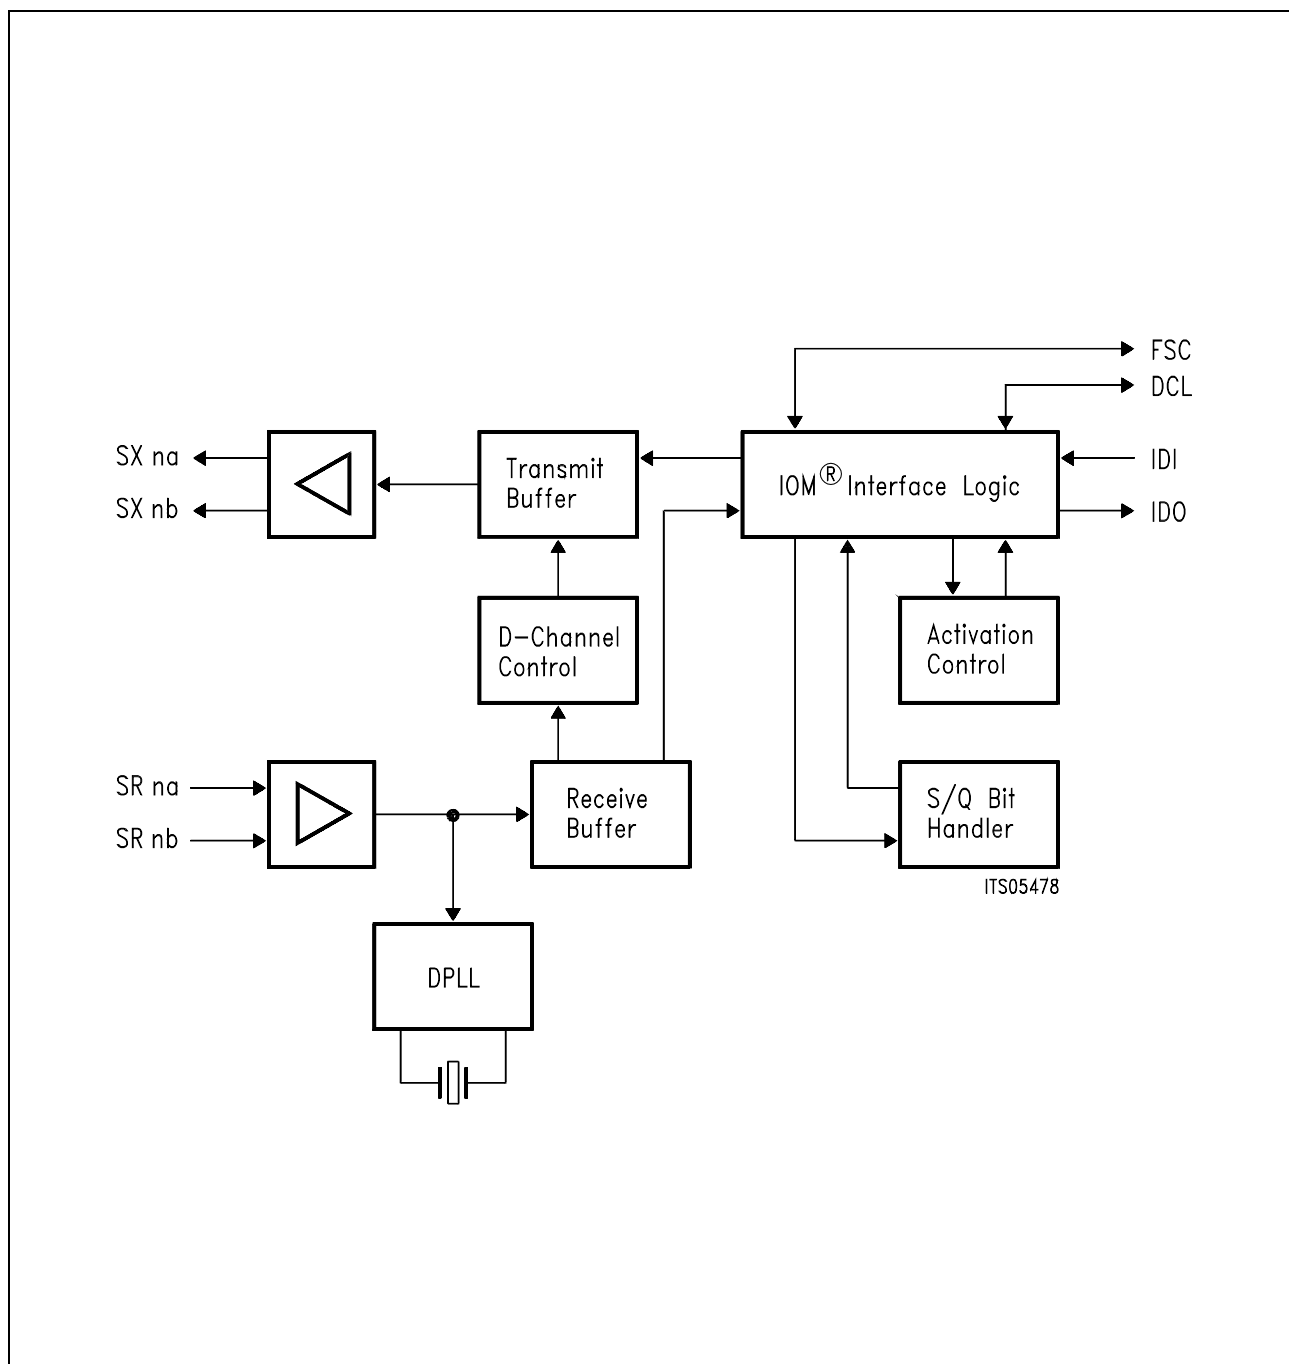 FSC
DCL
SX na
SX nb
Transmit
Buffer
IOM® Interface Logic
IDI
IDO
D-Channel
Control
Activation
Control
SR na
SR nb
Receive
Buffer
S/Q Bit
Handler
ITS05478
DPLL